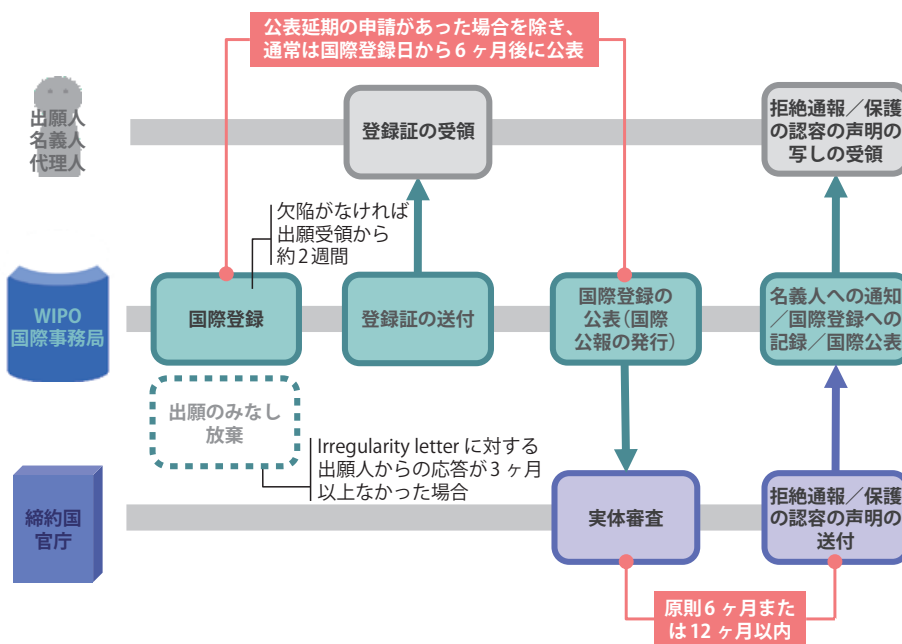 公表延期の申請があった場合を除き、
通常は国際登録日から6ヶ月後に公表
出願人
名義人
代理人
登録証の受領
拒絶通報／保護
の認容の声明の
写しの受領
欠陥がなければ
出願受領から
約2週間
WIPO
国際事務局
国際登録
登録証の送付
国際登録の
公表（国際
公報の発行）
名義人への通知
／国際登録への
記録／国際公表
出願のみなし
放棄
Irregularity letter に対する
出願人からの応答が3ヶ月
以上なかった場合
締約国
官庁
実体審査
拒絶通報／保護
の認容の声明の
送付
原則6ヶ月また
は12ヶ月以内